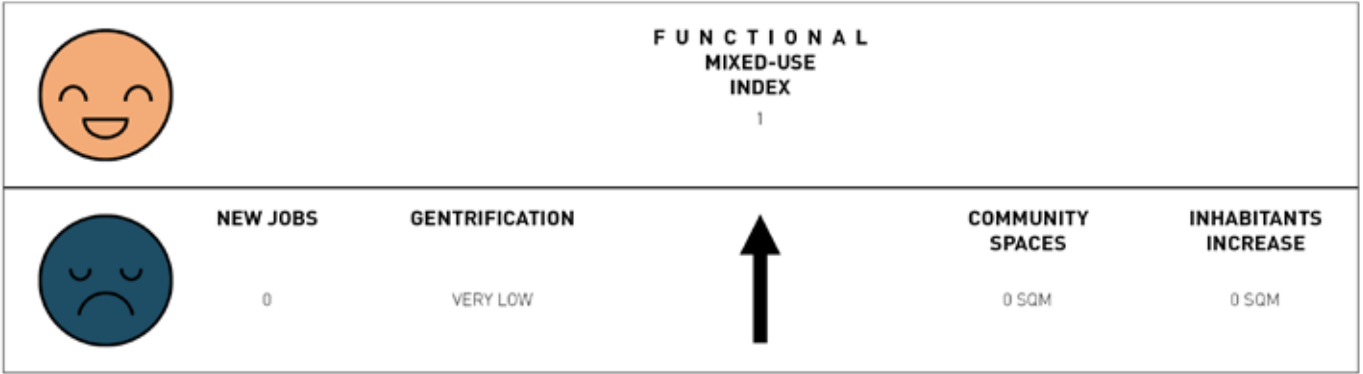 FUNCTIONAL
MIXED-USE
INDEX
1
NEW JOBS
0
GENTRIFICATION
VERY LOW
COMMUNITY
SPACES
0 SQM
INHABITANTS
INCREASE
0 SQM